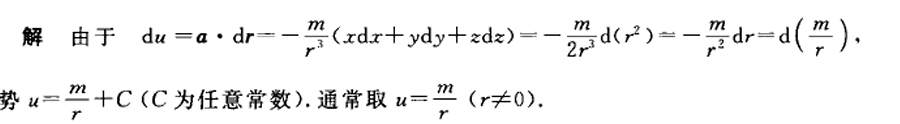 解 由于 du = a · dr = − m/r³ (xdx + ydy + zdz) = − m/2r³ d(r²) = − m/r² dr = d(m/r),
势 u = m/r + C (C 为任意常数). 通常取 u = m/r (r≠0).